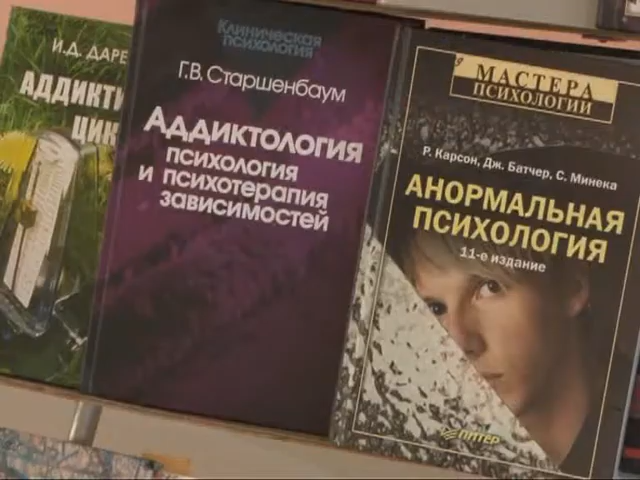 И.Д. ДАРЕ
АДДИКТИ
ЦИК
Клиническая
психология
Г.В. Старшенбаум
Аддиктология
психология
и психотерапия
зависимостей
МАСТЕРА
ПСИХОЛОГИИ
Р. Карсон, Дж. Батчер, С. Минека
АНОРМАЛЬНАЯ
ПСИХОЛОГИЯ
11-е издание
ПИТЕР